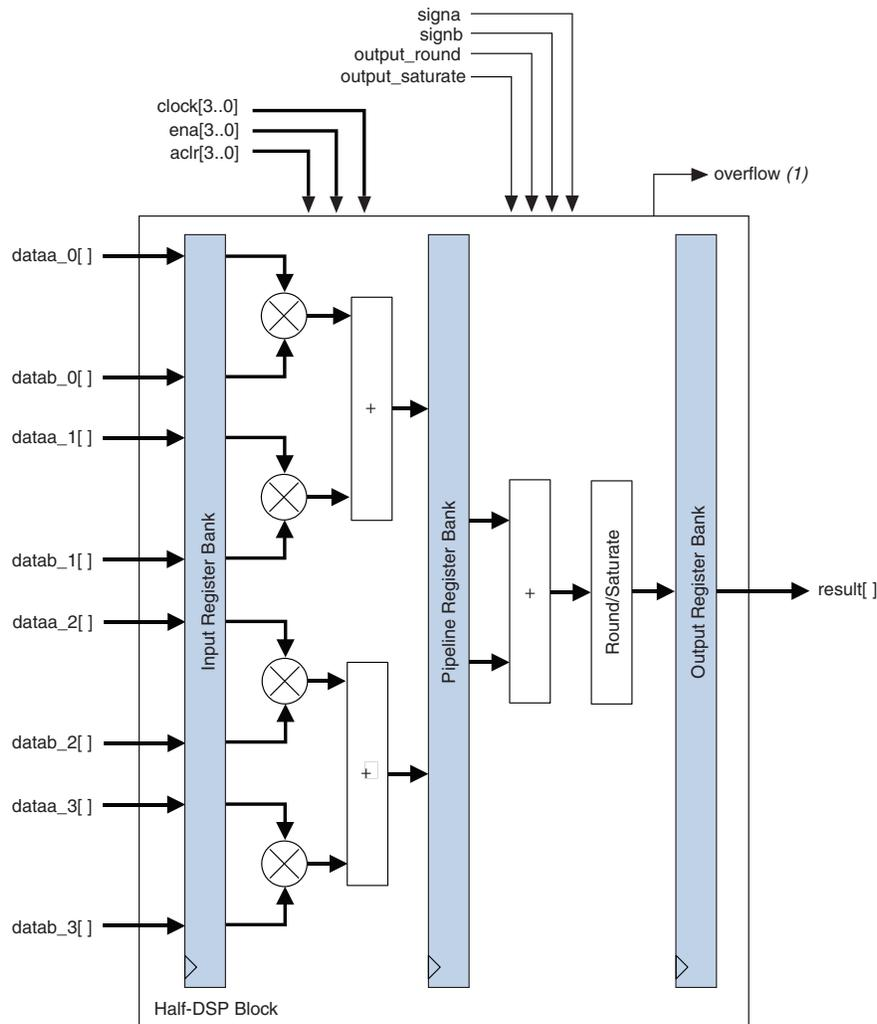 signa
signb
output_round
output_saturate
clock[3..0]
ena[3..0]
aclr[3..0]
overflow (1)
dataa_0[ ]
datab_0[ ]
dataa_1[ ]
datab_1[ ]
dataa_2[ ]
datab_2[ ]
dataa_3[ ]
datab_3[ ]
Input Register Bank
+
+
Pipeline Register Bank
+
Round/Saturate
Output Register Bank
result[ ]
Half-DSP Block